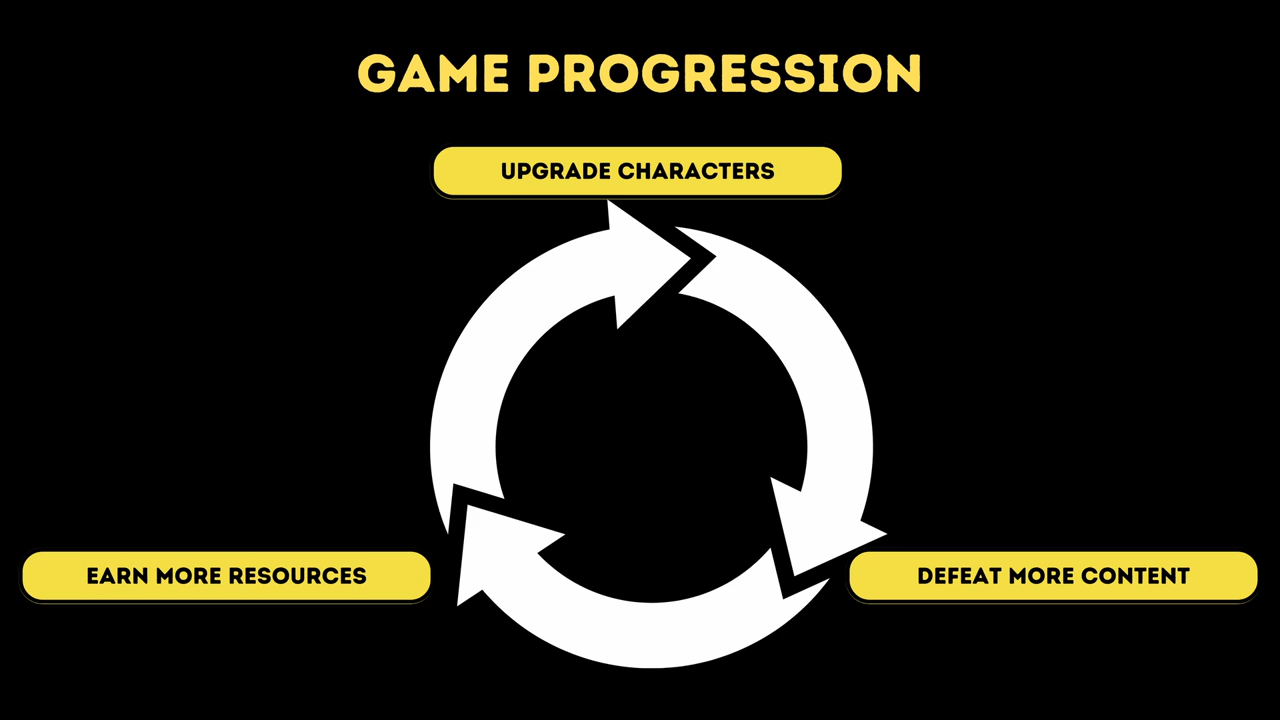 GAME PROGRESSION
UPGRADE CHARACTERS
EARN MORE RESOURCES
DEFEAT MORE CONTENT